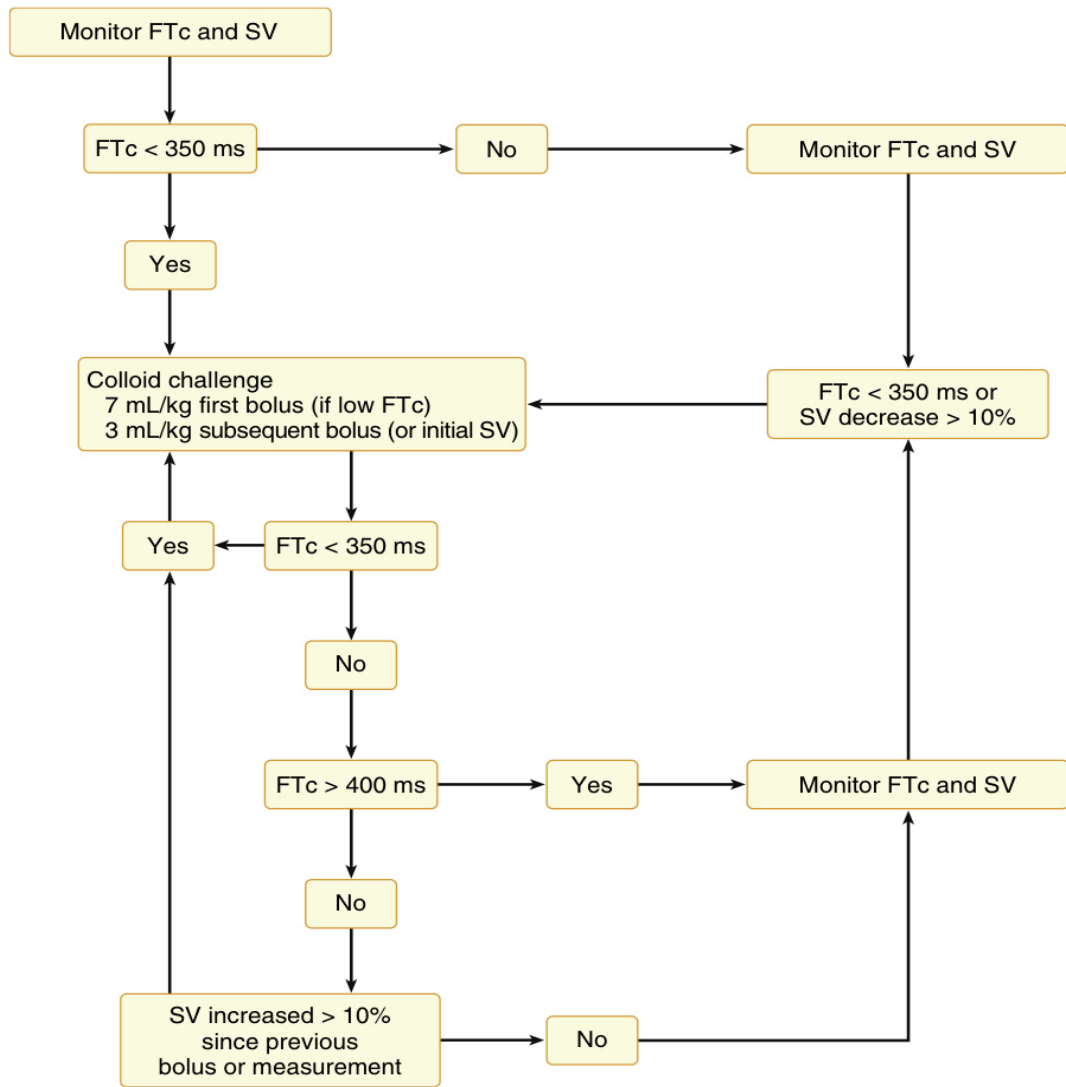 Monitor FTc and SV
FTc < 350 ms
No
Monitor FTc and SV
Yes
Colloid challenge
7 mL/kg first bolus (if low FTc)
3 mL/kg subsequent bolus (or initial SV)
FTc < 350 ms or
SV decrease > 10%
Yes
FTc < 350 ms
No
FTc > 400 ms
Yes
Monitor FTc and SV
No
SV increased > 10%
since previous
bolus or measurement
No